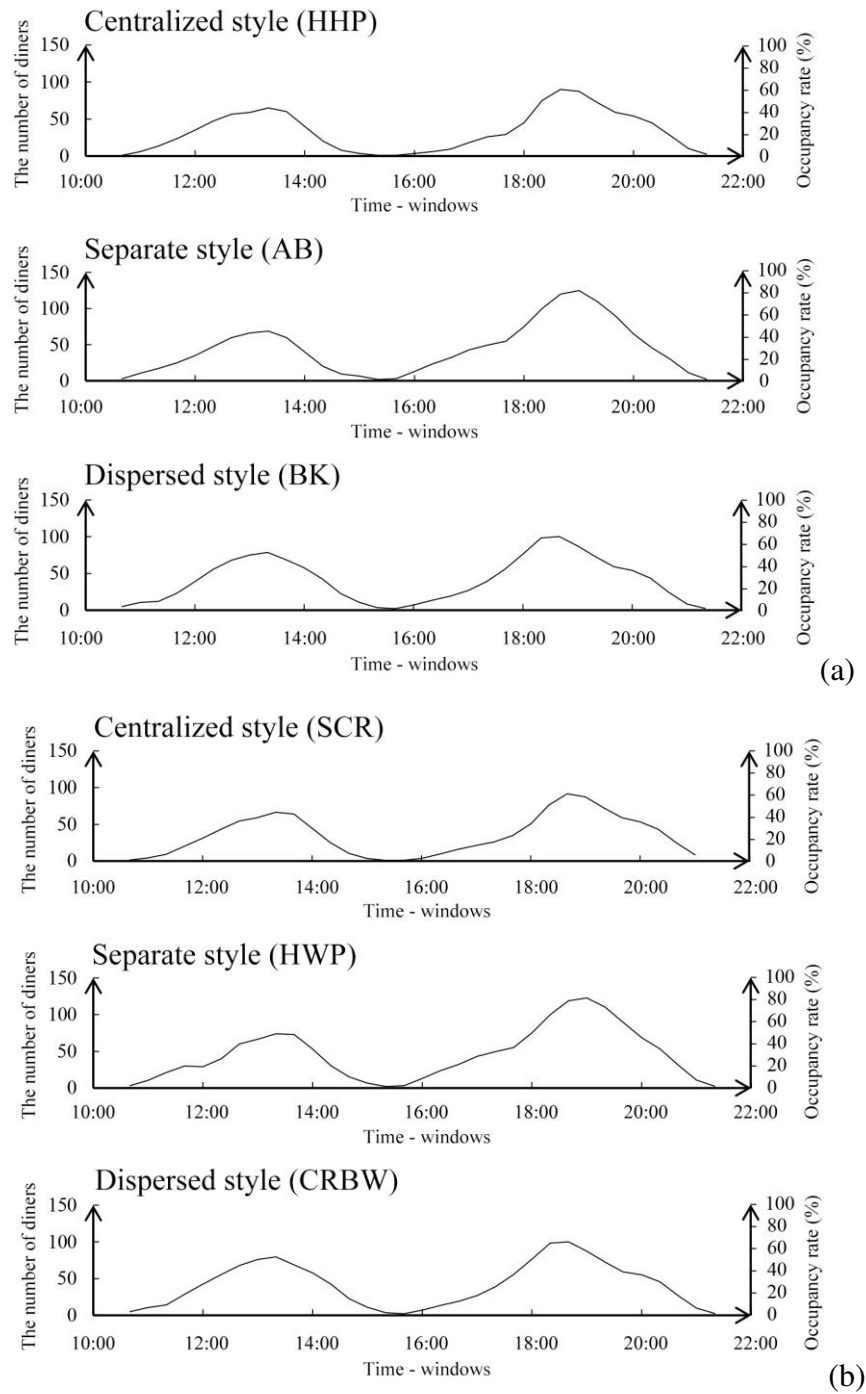 Centralized style (HHP)
The number of diners
150
100
50
0
10:00 12:00 14:00 16:00 18:00 20:00 22:00
Time - windows
100
80
60
40
20
0
Occupancy rate (%)
Separate style (AB)
The number of diners
150
100
50
0
10:00 12:00 14:00 16:00 18:00 20:00 22:00
Time - windows
100
80
60
40
20
0
Occupancy rate (%)
Dispersed style (BK)
The number of diners
150
100
50
0
10:00 12:00 14:00 16:00 18:00 20:00 22:00
Time - windows
100
80
60
40
20
0
Occupancy rate (%)
(a)
Centralized style (SCR)
The number of diners
150
100
50
0
10:00 12:00 14:00 16:00 18:00 20:00 22:00
Time - windows
100
80
60
40
20
0
Occupancy rate (%)
Separate style (HWP)
The number of diners
150
100
50
0
10:00 12:00 14:00 16:00 18:00 20:00 22:00
Time - windows
100
80
60
40
20
0
Occupancy rate (%)
Dispersed style (CRBW)
The number of diners
150
100
50
0
10:00 12:00 14:00 16:00 18:00 20:00 22:00
Time - windows
100
80
60
40
20
0
Occupancy rate (%)
(b)